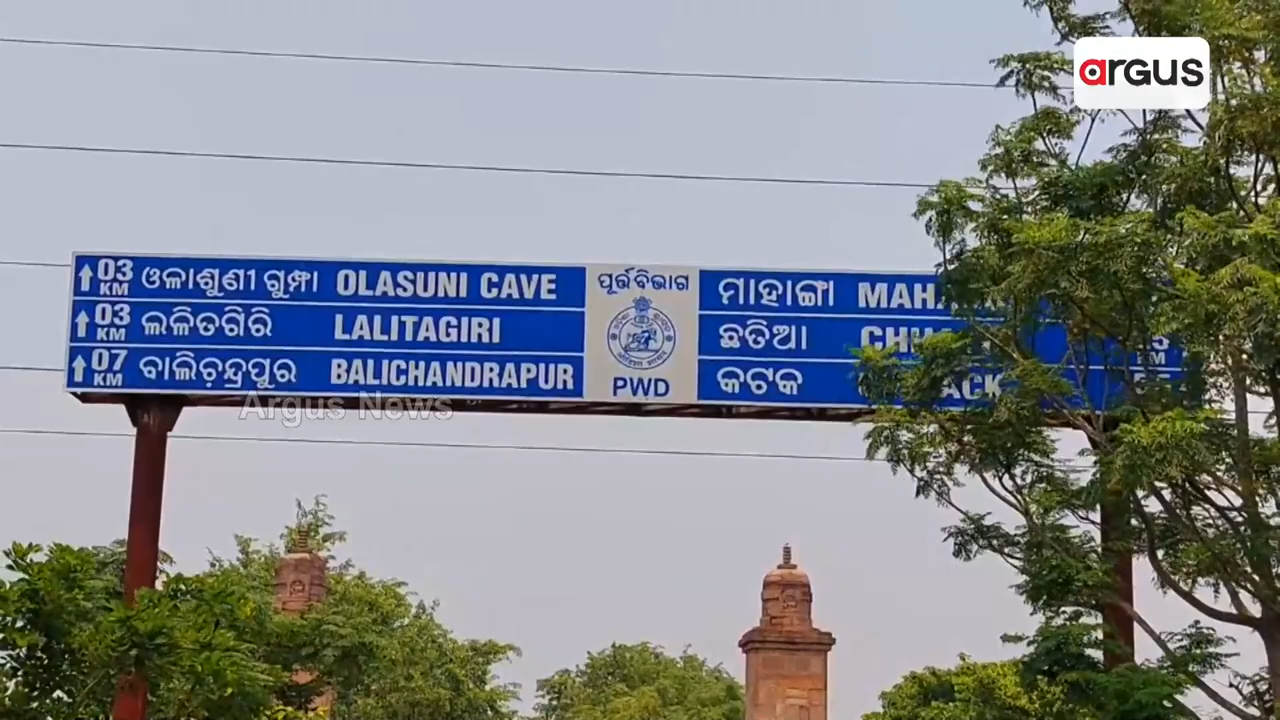 argus
03 KM ଓଳାଶୁଣୀ ଗୁମ୍ଫା OLASUNI CAVE
03 KM ଲଳିତଗିରି LALITAGIRI
07 KM ବାଲିଚନ୍ଦ୍ରପୁର BALICHANDRAPUR
ପୂର୍ତ୍ତ ବିଭାଗ
PWD
ମାହାଙ୍ଗା
ଛତିଆ
କଟକ
Argus News